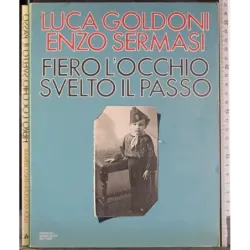 LUCA GOLDONI
ENZO SERMASI
FIERO L'OCCHIO
SVELTO IL PASSO